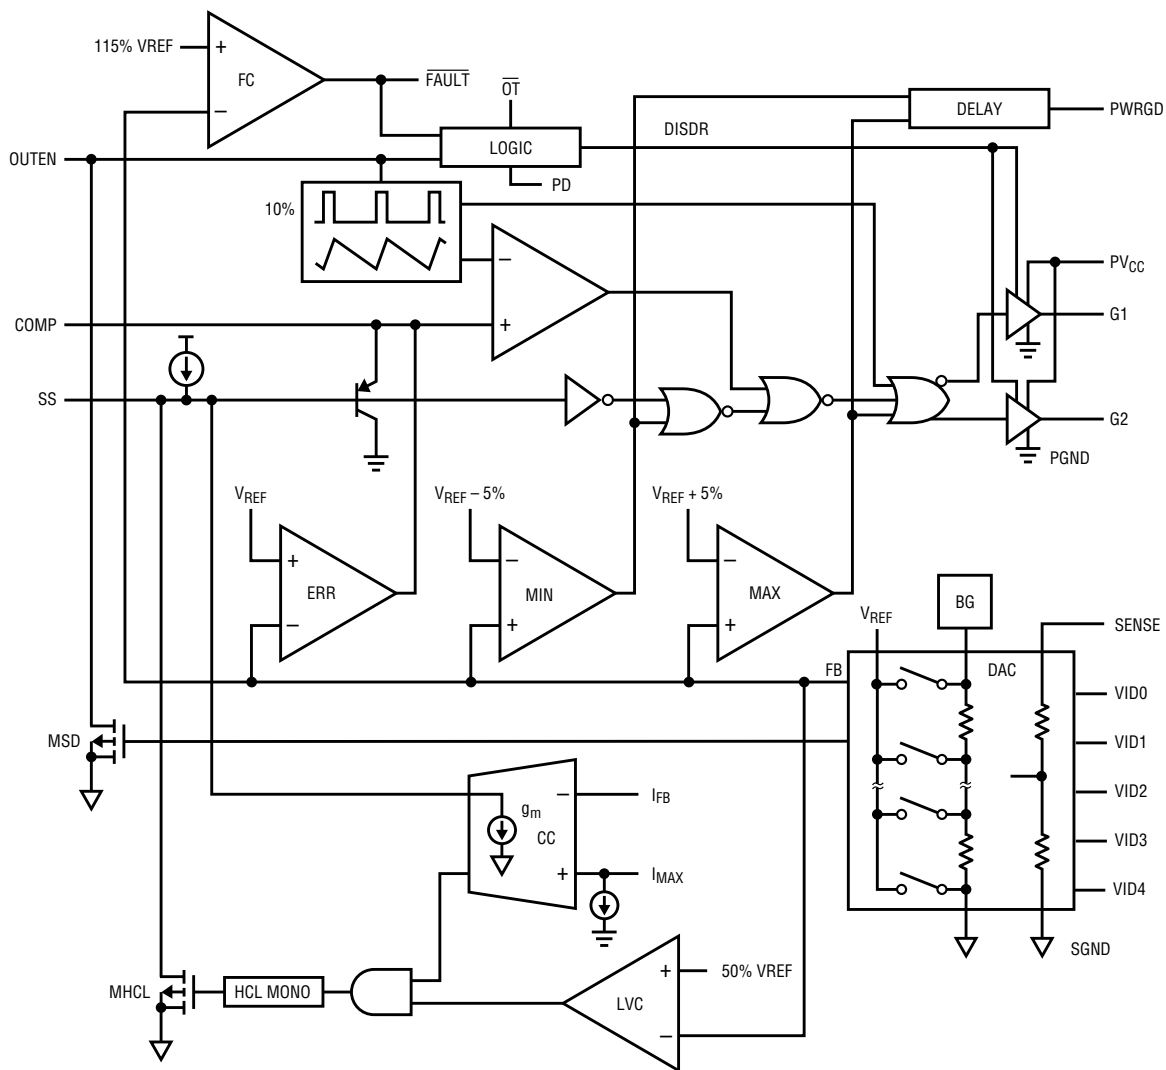 115% VREF
+
FC
−
FAULT
OT
DELAY
PWRGD
DISDR
OUTEN
LOGIC
PD
10%
−
PVCC
G1
COMP
+
SS
G2
PGND
VREF
VREF – 5%
VREF + 5%
+
−
−
ERR
MIN
MAX
BG
−
+
+
VREF
SENSE
FB
DAC
VID0
MSD
VID1
VID2
−
IFB
gm
CC
VID3
+
IMAX
VID4
SGND
+
50% VREF
MHCL
HCL MONO
LVC
−